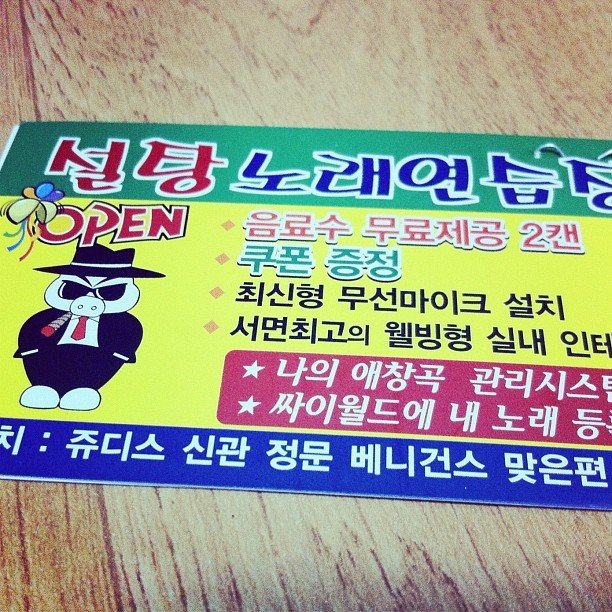 설탕 노래연습장
OPEN
음료수 무료제공 2캔
쿠폰 증정
최신형 무선마이크 설치
서면최고의 웰빙형 실내 인테
★ 나의 애창곡 관리시스템
★ 싸이월드에 내 노래 등록
치 : 쥬디스 신관 정문 베니건스 맞은편